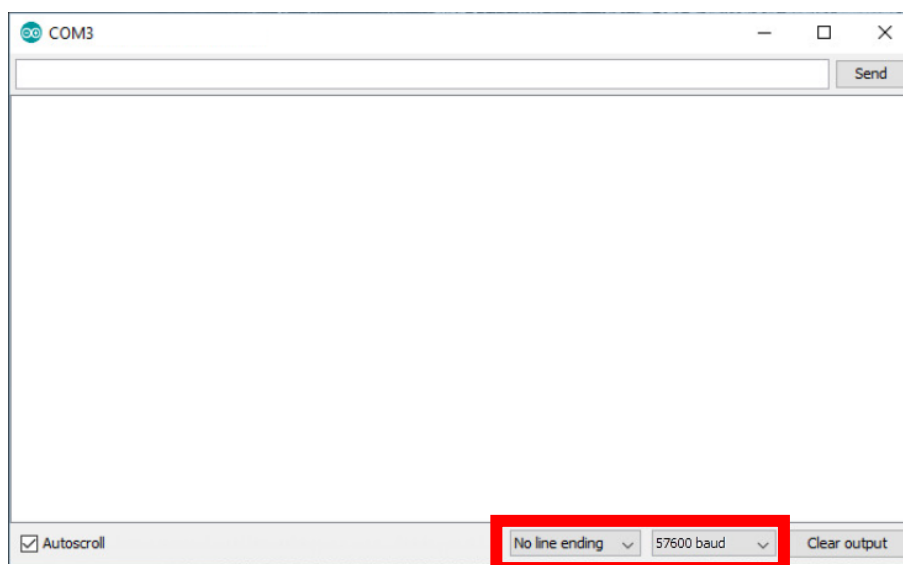 COM3
Send
Autoscroll
No line ending
57600 baud
Clear output